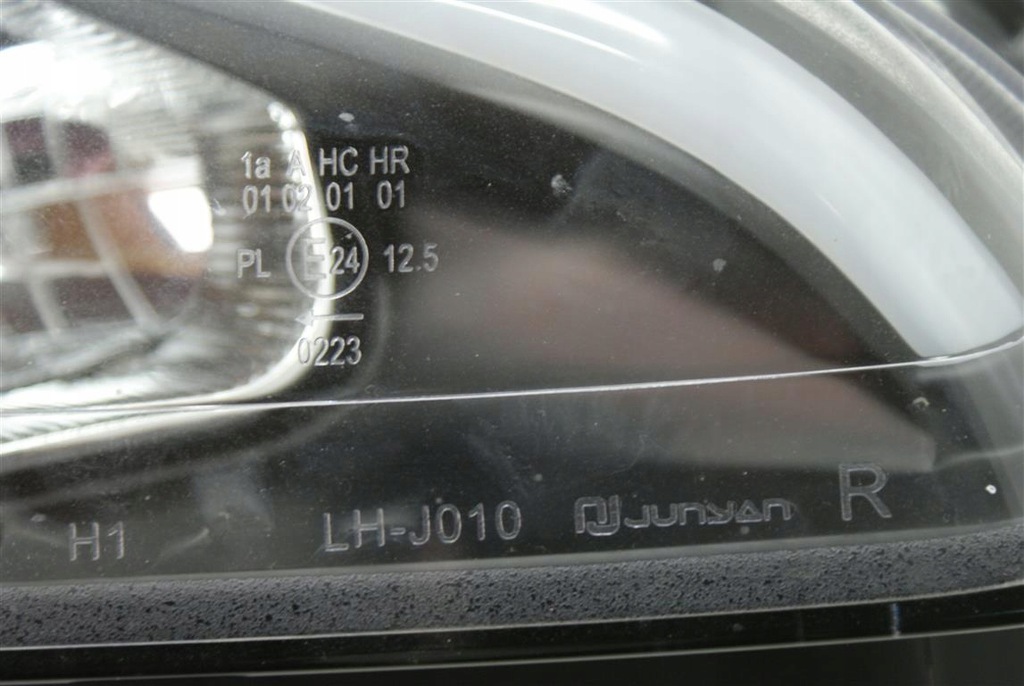 1a A HC HR
01 02 01 01
PL E24 12.5
←
0223
H1 LH-J010 JUNYAN R